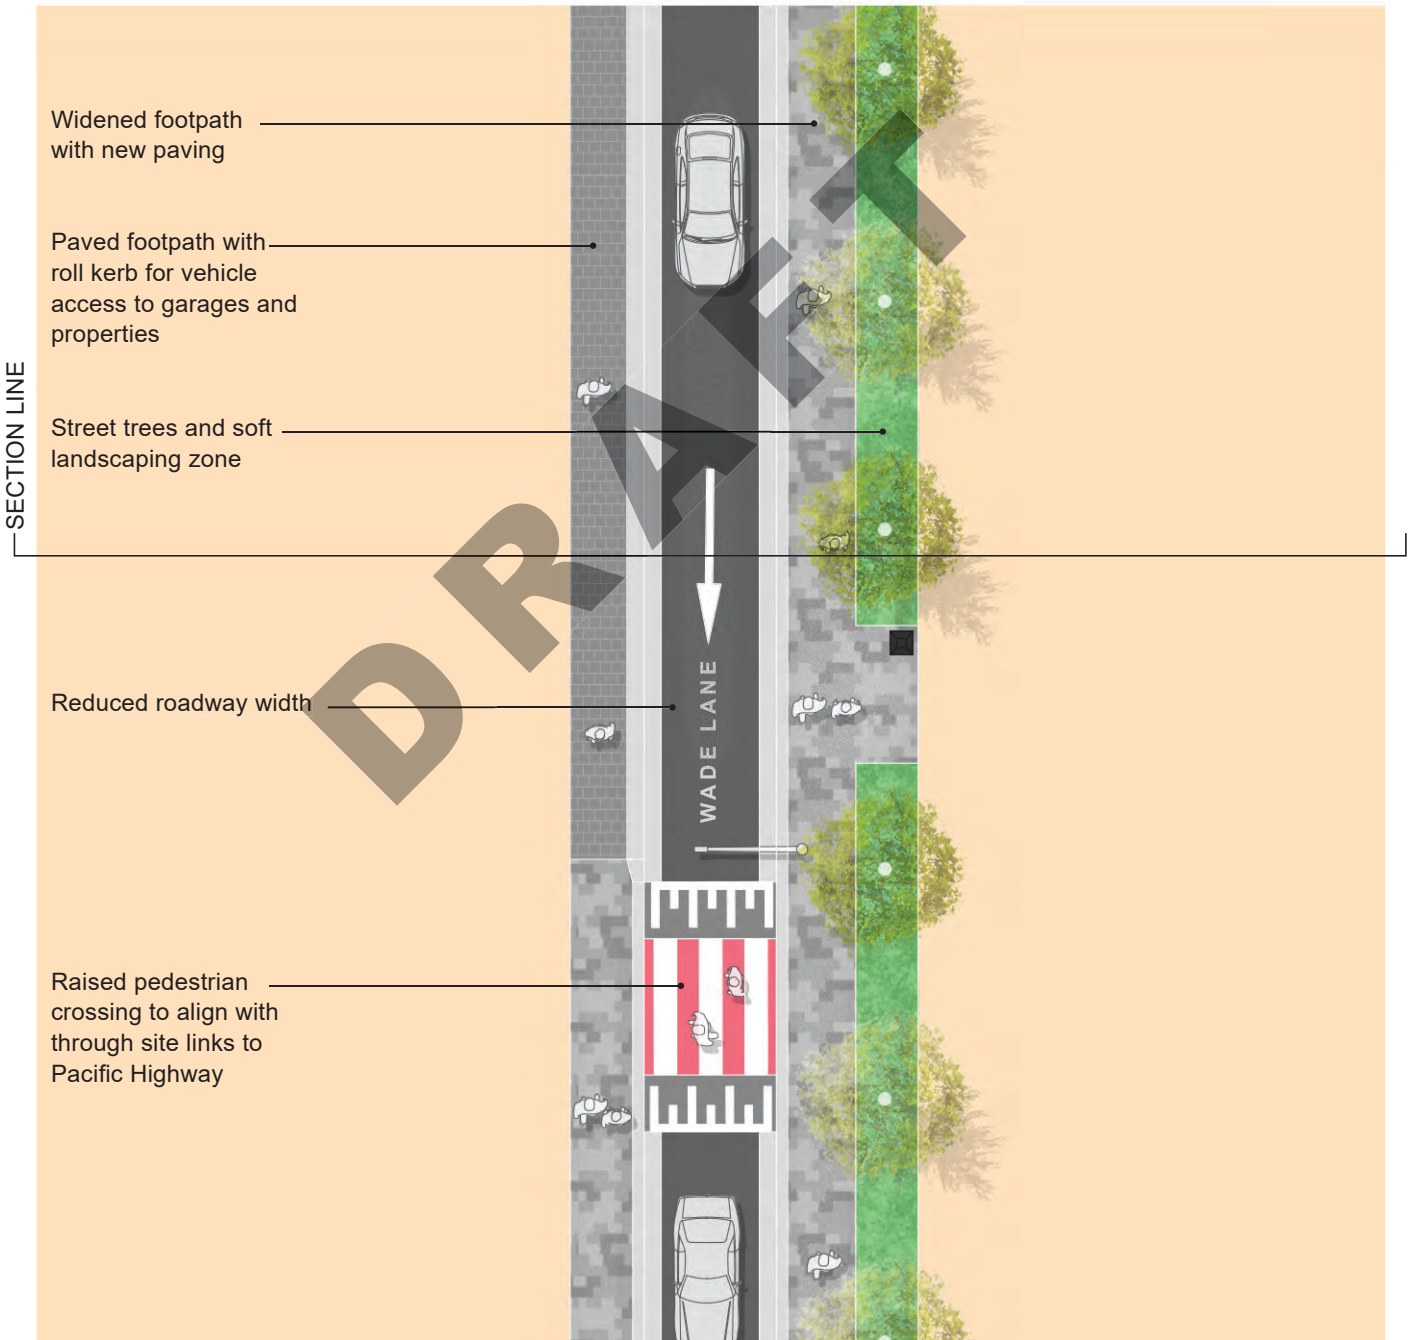 Widened footpath
with new paving
Paved footpath with
roll kerb for vehicle
access to garages and
properties
SECTION LINE
Street trees and soft
landscaping zone
Reduced roadway width
WADE LANE
Raised pedestrian
crossing to align with
through site links to
Pacific Highway
DRAFT